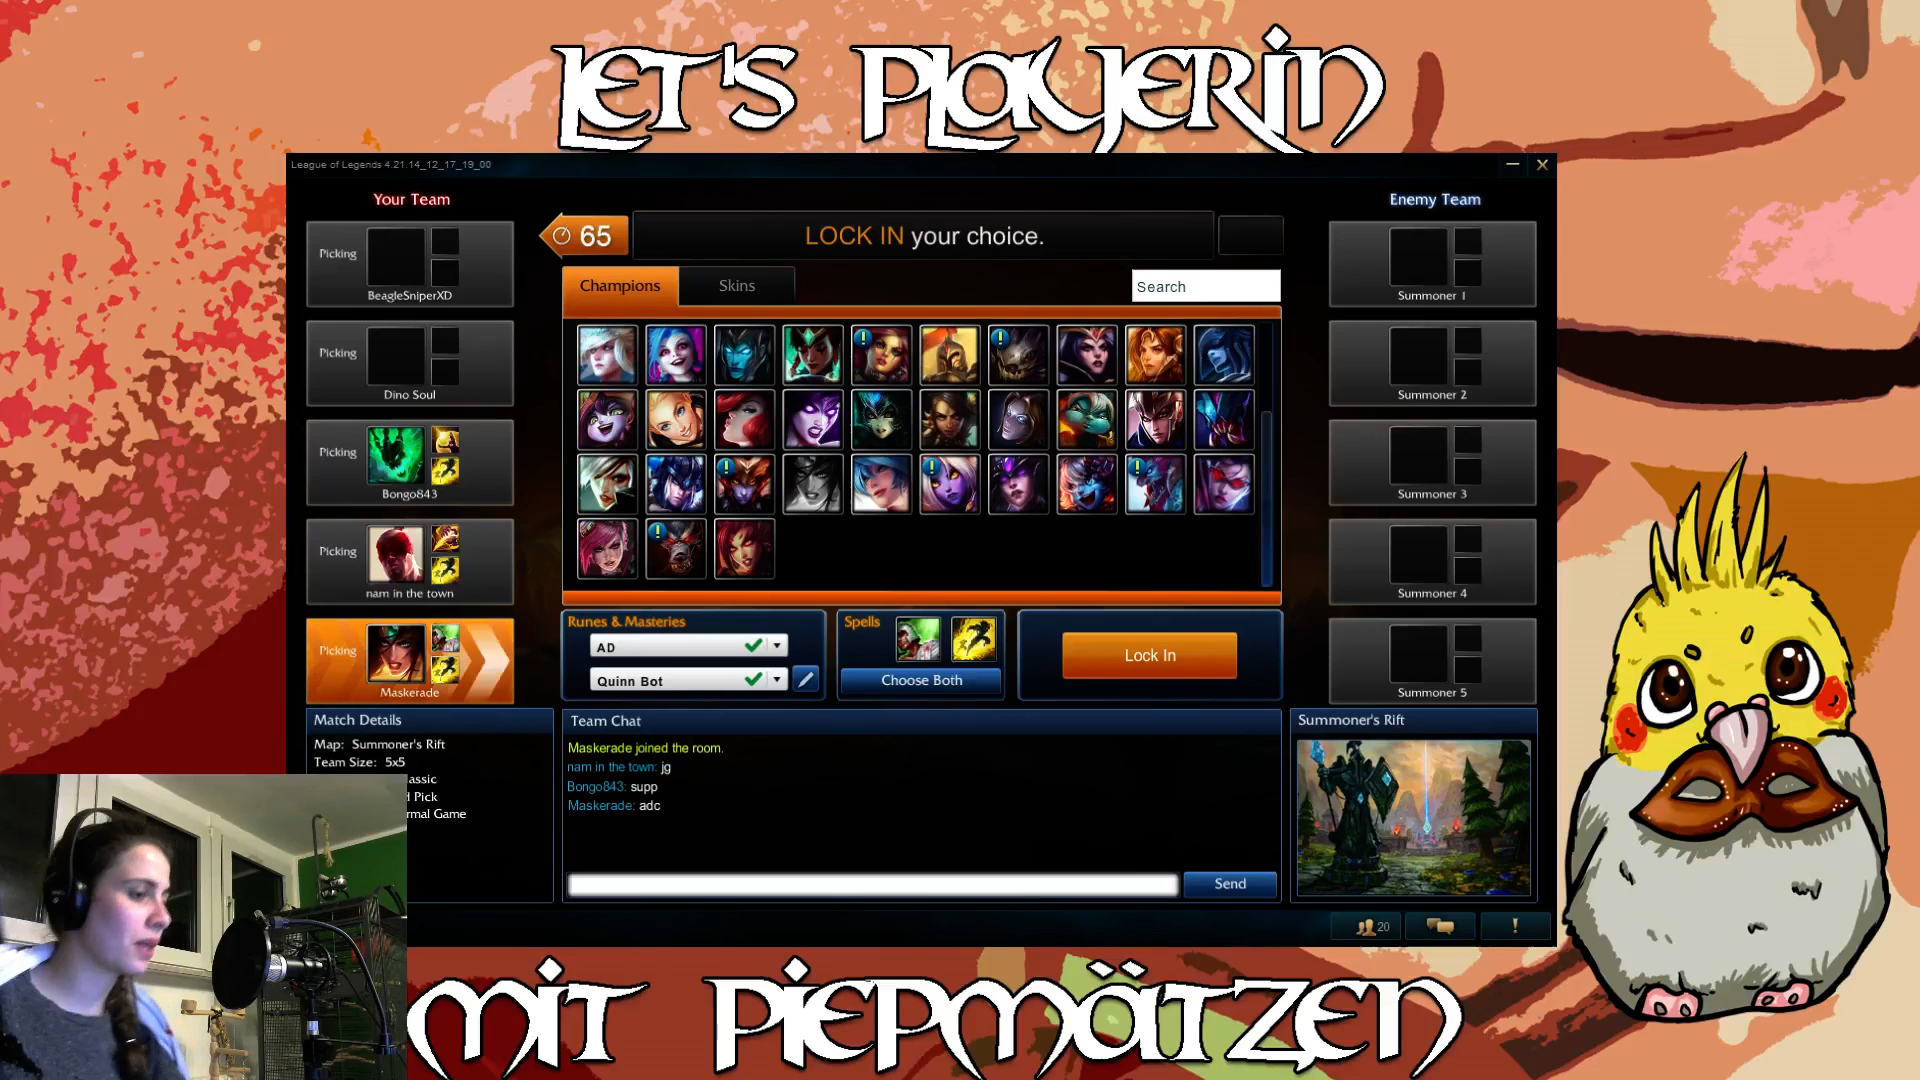 LET'S PLAYERIN
League of Legends 4.21.14_12_17_19_00
Your Team
Enemy Team
65
LOCK IN your choice.
Champions
Skins
Search
Picking
BeagleSniperXD
Picking
Dino Soul
Picking
Bongo843
Picking
nam in the town
Picking
Maskerade
Summoner 1
Summoner 2
Summoner 3
Summoner 4
Summoner 5
Runes & Masteries
AD
Quinn Bot
Spells
Choose Both
Lock In
Match Details
Map: Summoner's Rift
Team Size: 5x5
assic
d Pick
rmal Game
Team Chat
Maskerade joined the room.
nam in the town: jg
Bongo843: supp
Maskerade: adc
Send
Summoner's Rift
20
MIT PIEPMÄTZEN